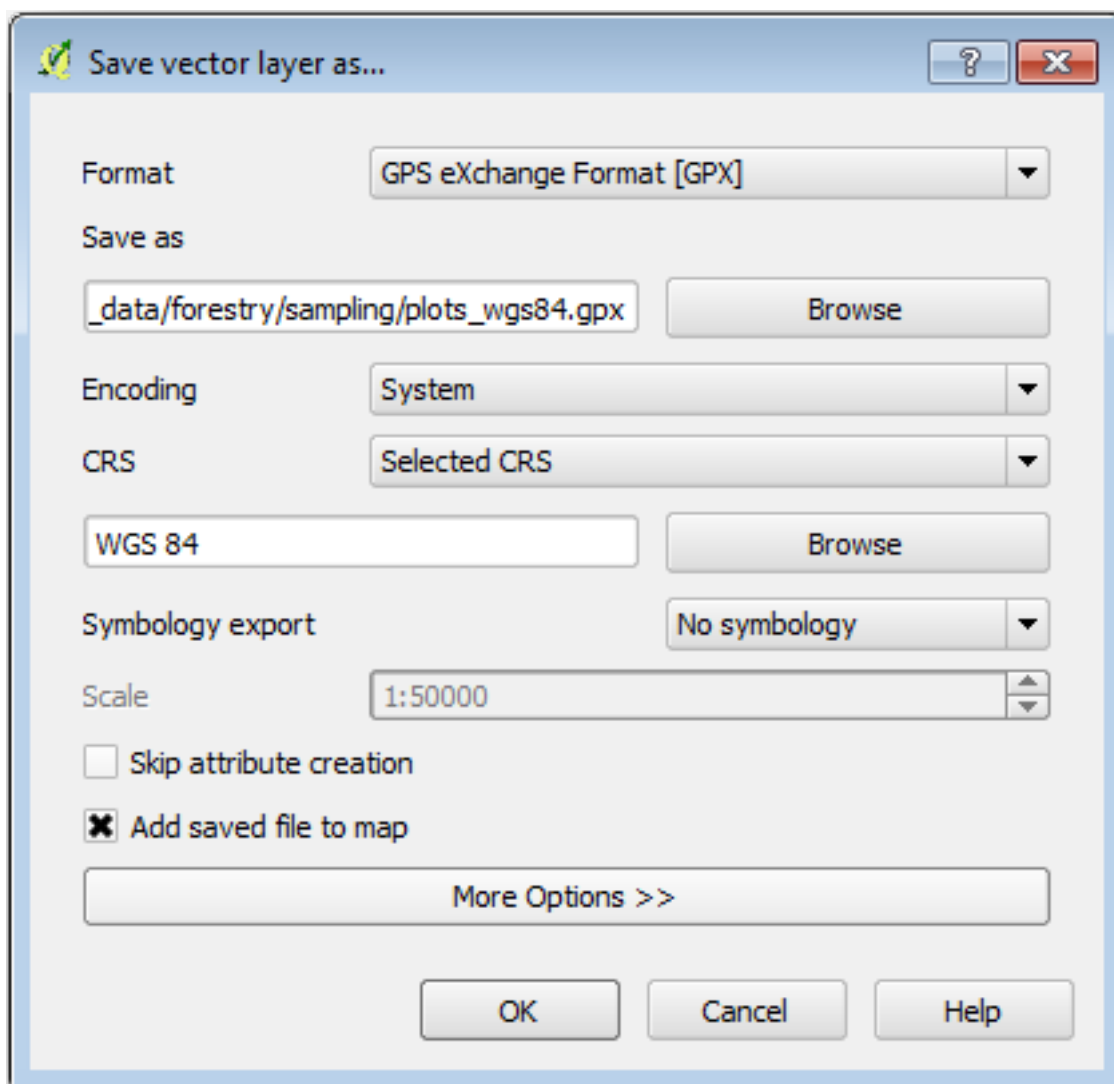 Save vector layer as...
?
Format GPS eXchange Format [GPX]
Save as
_data/forestry/sampling/plots_wgs84.gpx Browse
Encoding System
CRS Selected CRS
WGS 84 Browse
Symbology export No symbology
Scale 1:50000
Skip attribute creation
Add saved file to map
More Options >>
OK Cancel Help